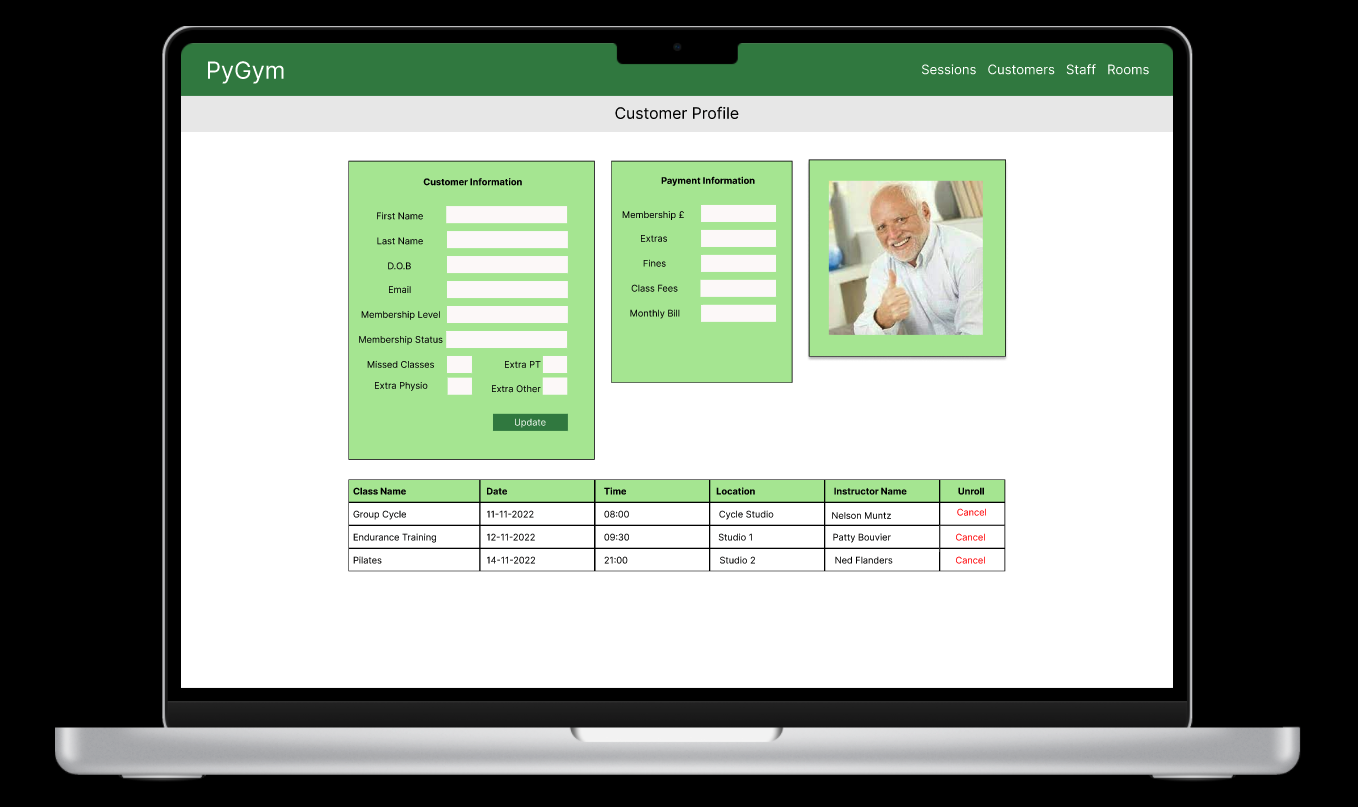 PyGym
Sessions Customers Staff Rooms
Customer Profile
Customer Information
First Name
Last Name
D.O.B
Email
Membership Level
Membership Status
Missed Classes Extra PT
Extra Physio Extra Other
Update
Payment Information
Membership £
Extras
Fines
Class Fees
Monthly Bill
Class Name Date Time Location Instructor Name Unroll
Group Cycle 11-11-2022 08:00 Cycle Studio Nelson Muntz Cancel
Endurance Training 12-11-2022 09:30 Studio 1 Patty Bouvier Cancel
Pilates 14-11-2022 21:00 Studio 2 Ned Flanders Cancel